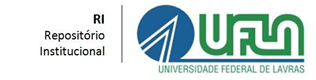 RI
Repositório
Institucional
UFLA
UNIVERSIDADE FEDERAL DE LAVRAS